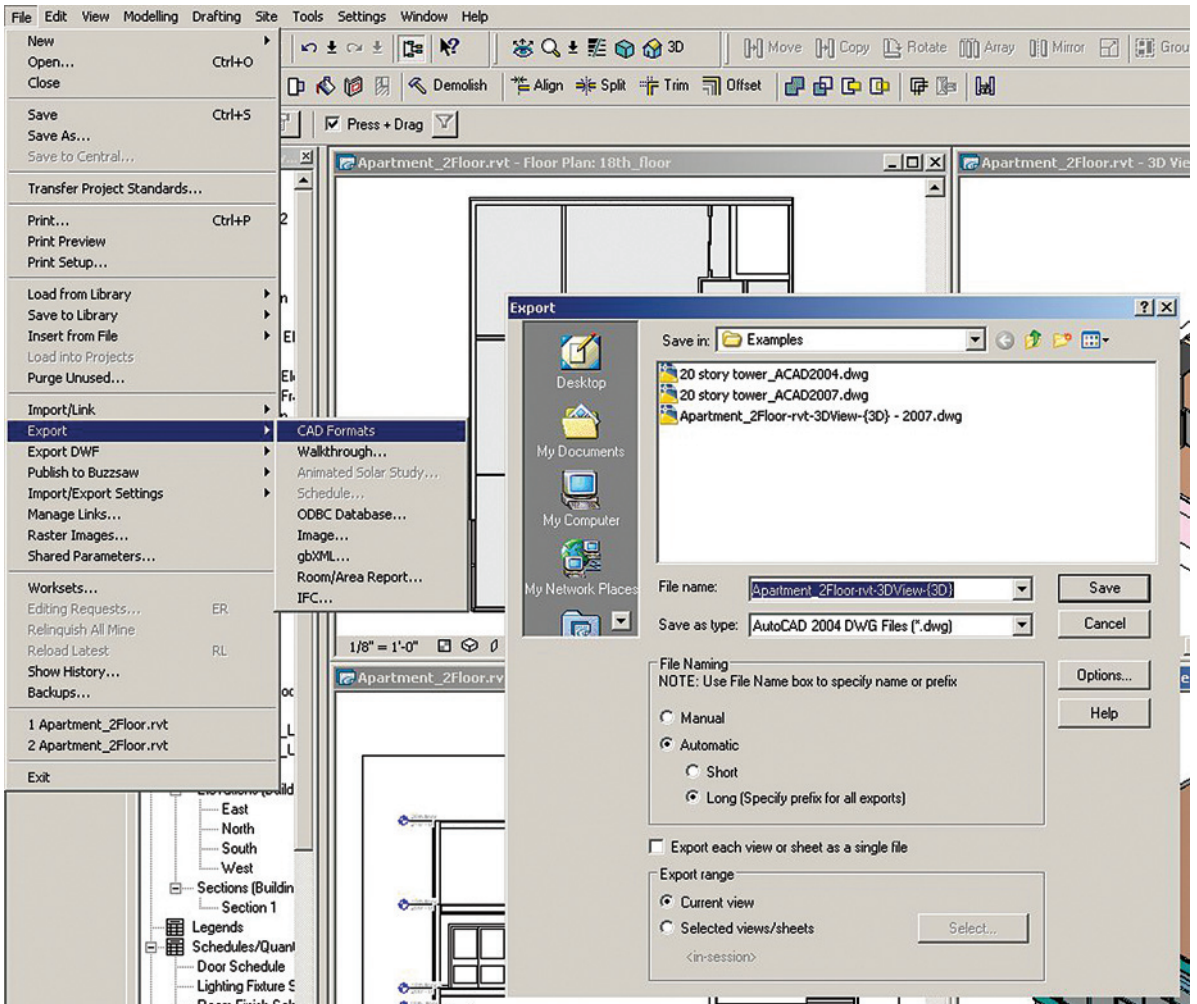 File Edit View Modelling Drafting Site Tools Settings Window Help
3D Move Copy Rotate Array Mirror Grou
Demolish Align Split Trim Offset
Press + Drag
New
Open... Ctrl+O
Close
Save Ctrl+S
Save As...
Save to Central...
Transfer Project Standards...
Print... Ctrl+P
Print Preview
Print Setup...
Load from Library
Save to Library
Insert from File
Load into Projects
Purge Unused...
Import/Link
Export
Export DWF
Publish to Buzzsaw
Import/Export Settings
Manage Links...
Raster Images...
Shared Parameters...
Worksets...
Editing Requests... ER
Relinquish All Mine
Reload Latest RL
Show History...
Backups...
1 Apartment_2Floor.rvt
2 Apartment_2Floor.rvt
Exit
CAD Formats
Walkthrough...
Animated Solar Study...
Schedule...
ODBC Database...
Image...
gbXML...
Room/Area Report...
IFC...
Apartment_2Floor.rvt - Floor Plan: 18th_floor
Apartment_2Floor.rvt - 3D Vie
1/8" = 1'-0"
Apartment_2Floor.rv
East
North
South
West
Sections (Buildin
Section 1
Legends
Schedules/Quant
Door Schedule
Lighting Fixture S
Export
Save in: Examples
Desktop
My Documents
My Computer
My Network Places
20 story tower_ACAD2004.dwg
20 story tower_ACAD2007.dwg
Apartment_2Floor-rvt-3DView-{3D} - 2007.dwg
File name: Apartment_2Floor-rvt-3DView-{3D} Save
Save as type: AutoCAD 2004 DWG Files (*.dwg) Cancel
File Naming
NOTE: Use File Name box to specify name or prefix
Options...
Help
Manual
Automatic
Short
Long (Specify prefix for all exports)
Export each view or sheet as a single file
Export range
Current view
Selected views/sheets Select...
<in-session>